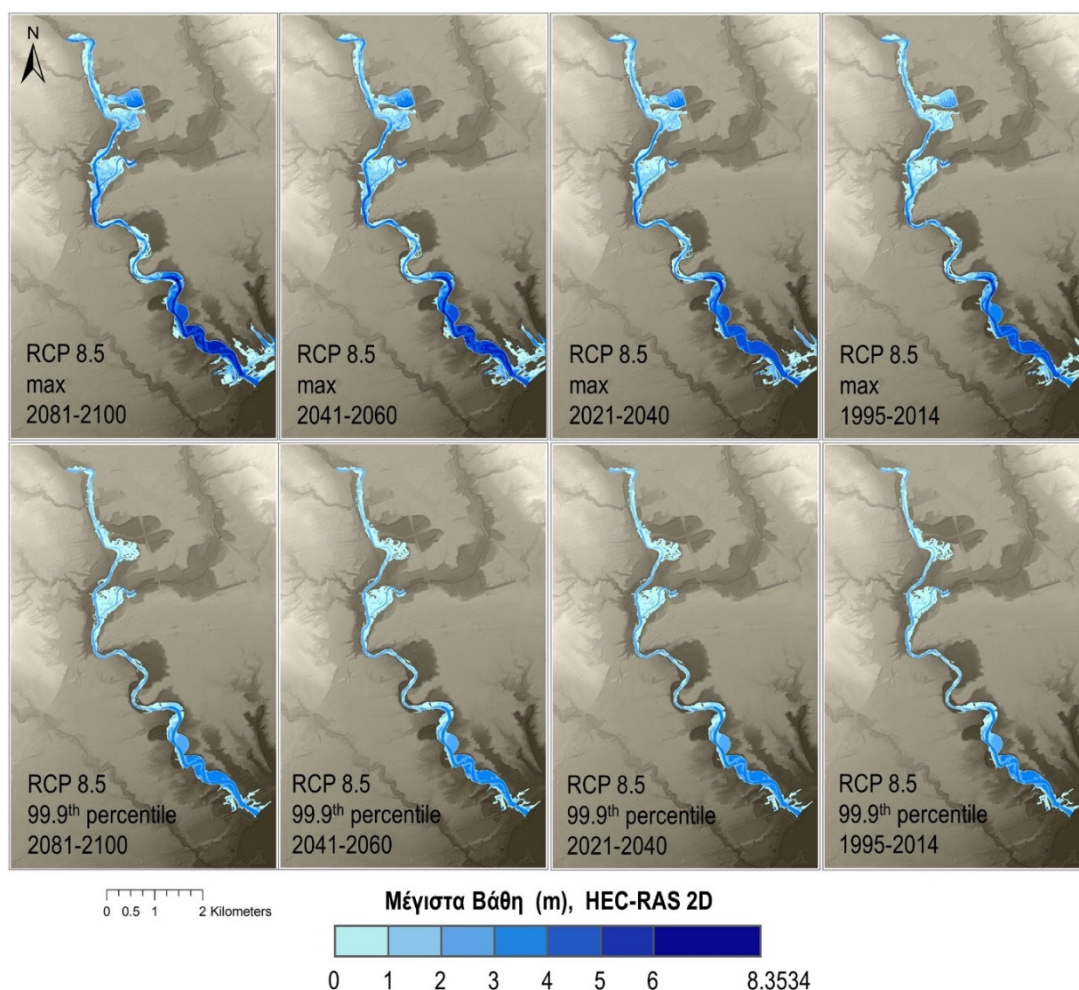 N
RCP 8.5
max
2081-2100
RCP 8.5
max
2041-2060
RCP 8.5
max
2021-2040
RCP 8.5
max
1995-2014
RCP 8.5
99.9th percentile
2081-2100
RCP 8.5
99.9th percentile
2041-2060
RCP 8.5
99.9th percentile
2021-2040
RCP 8.5
99.9th percentile
1995-2014
0 0.5 1 2 Kilometers
Μέγιστα Βάθη (m), HEC-RAS 2D
0 1 2 3 4 5 6 8.3534